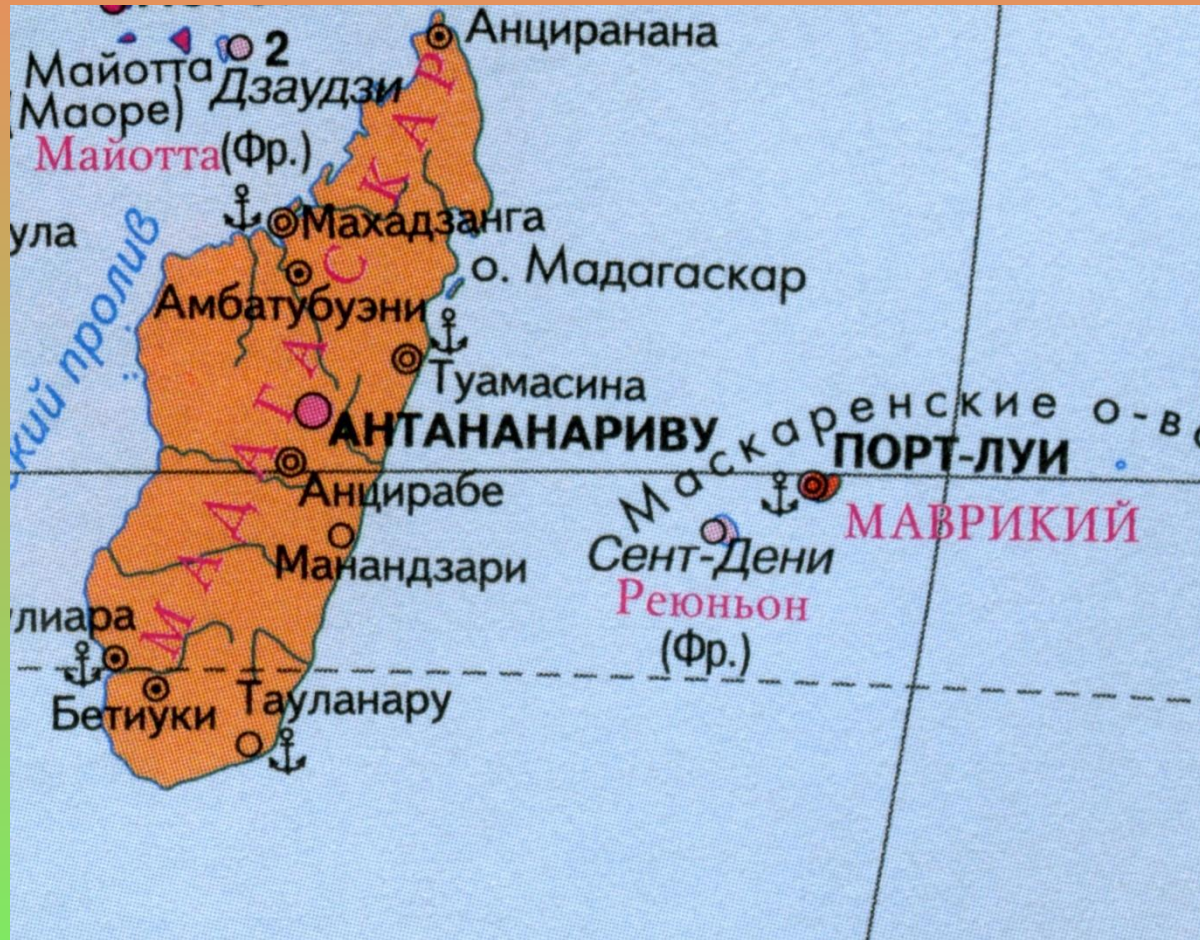 Анциранана
2
Майотта
Дзаудзи
(Маоре)
Майотта
(Фр.)
Махадзанга
ула
о. Мадагаскар
кий пролив
Амбатубуэни
Туамасина
МААГАСКАР
АНТАНАНАРИВУ
Маскаренские о-в
ПОРТ-ЛУИ
Анцирабе
МАВРИКИЙ
Манандзари
Сент-Дени
Реюньон
(Фр.)
лиара
Бетиуки
Тауланару